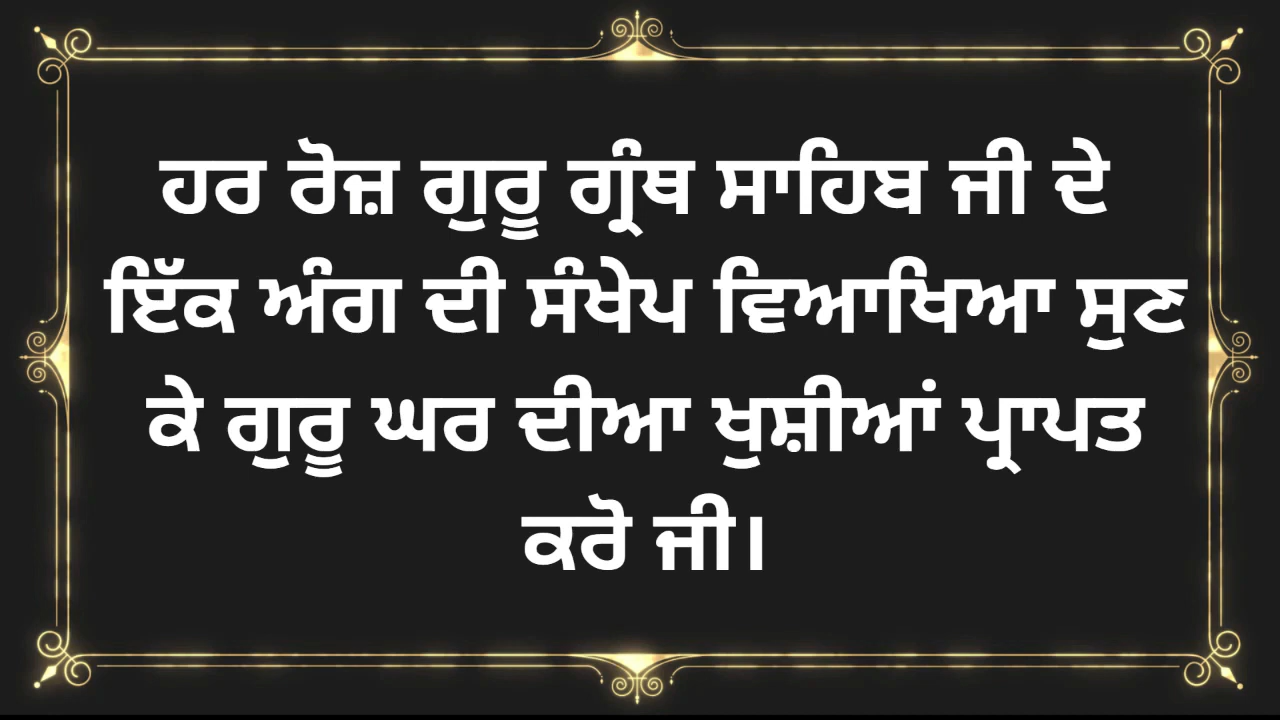 ਹਰ ਰੋਜ਼ ਗੁਰੂ ਗ੍ਰੰਥ ਸਾਹਿਬ ਜੀ ਦੇ
ਇੱਕ ਅੰਗ ਦੀ ਸੰਖੇਪ ਵਿਆਖਿਆ ਸੁਣ
ਕੇ ਗੁਰੂ ਘਰ ਦੀਆ ਖੁਸ਼ੀਆਂ ਪ੍ਰਾਪਤ
ਕਰੋ ਜੀ।